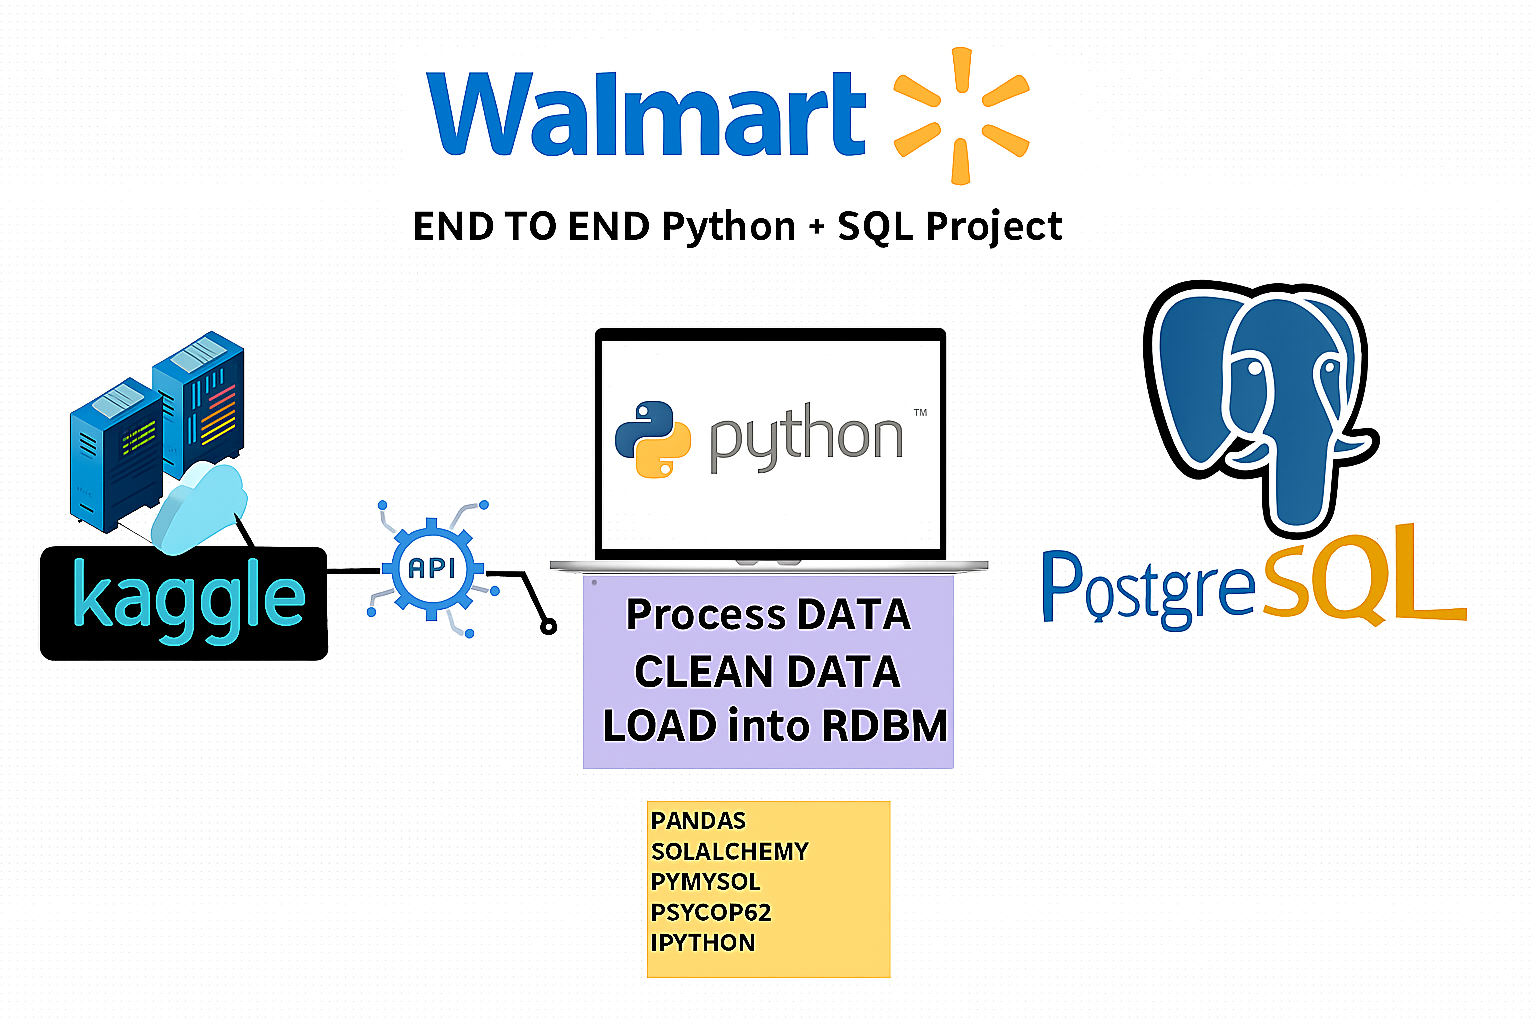 Walmart
END TO END Python + SQL Project
python™
kaggle
API
Process DATA
CLEAN DATA
LOAD into RDBM
PostgreSQL
PANDAS
SOLALCHEMY
PYMYSOL
PSYCOP62
IPYTHON